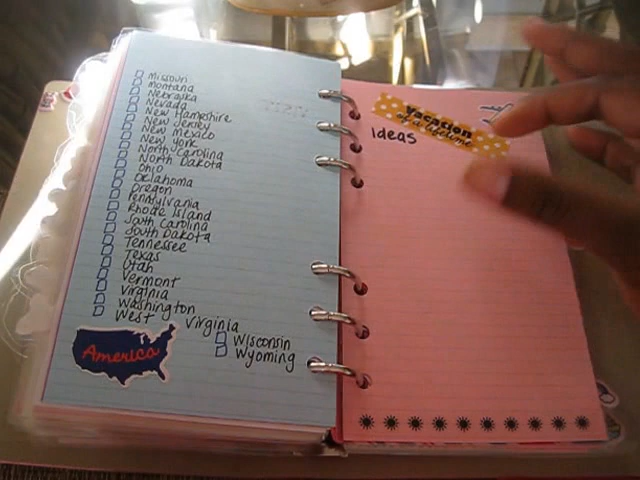 Missouri
Montana
Nebraska
Nevada
New Hampshire
New Jersey
New Mexico
New York
North Carolina
North Dakota
Ohio
Oklahoma
Oregon
Pennsylvania
Rhode Island
South Carolina
South Dakota
Tennessee
Texas
Utah
Vermont
Virginia
Washington
West Virginia
Wisconsin
Wyoming
America
Vacation
of a lifetime
Ideas